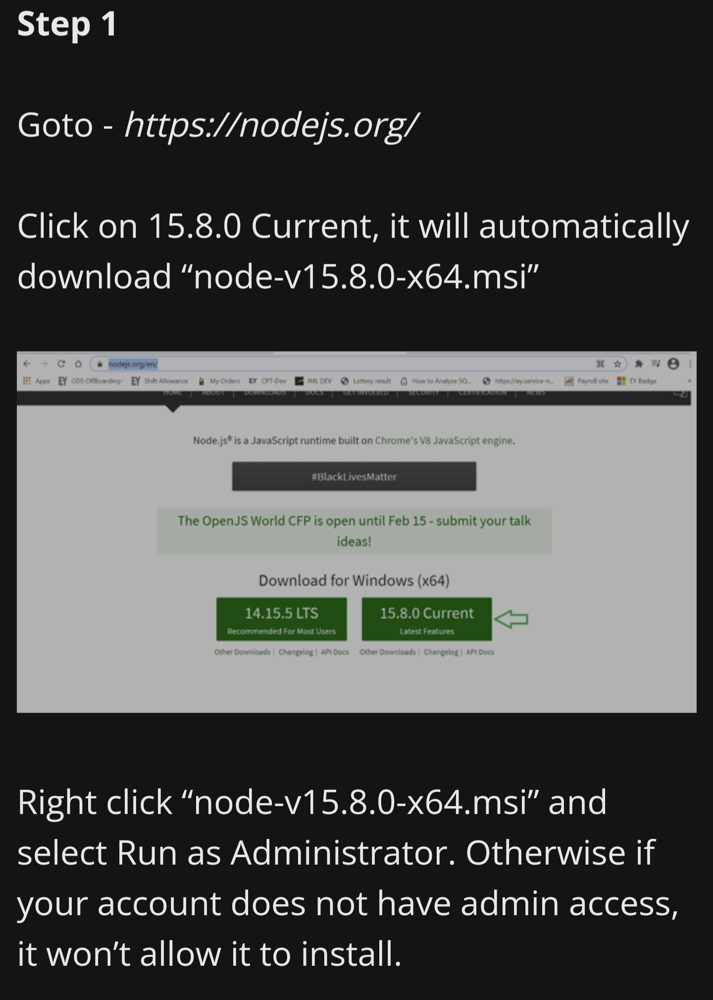 Step 1
Goto - https://nodejs.org/
Click on 15.8.0 Current, it will automatically
download “node-v15.8.0-x64.msi”
nodejs.org/en/
Apps EY GDS OffBoarding- EY Shift Allowance My Orders EY CPT-Dev IML DEV Lottery result How to Analyze SQ... https://ey.service-n... Payroll site EY Badge
HOME | ABOUT | DOWNLOADS | DOCS | GET INVOLVED | SECURITY | CERTIFICATION | NEWS
Node.js® is a JavaScript runtime built on Chrome's V8 JavaScript engine.
#BlackLivesMatter
The OpenJS World CFP is open until Feb 15 - submit your talk
ideas!
Download for Windows (x64)
14.15.5 LTS 15.8.0 Current
Recommended For Most Users Latest Features
Other Downloads | Changelog | API Docs Other Downloads | Changelog | API Docs
Right click “node-v15.8.0-x64.msi” and
select Run as Administrator. Otherwise if
your account does not have admin access,
it won’t allow it to install.